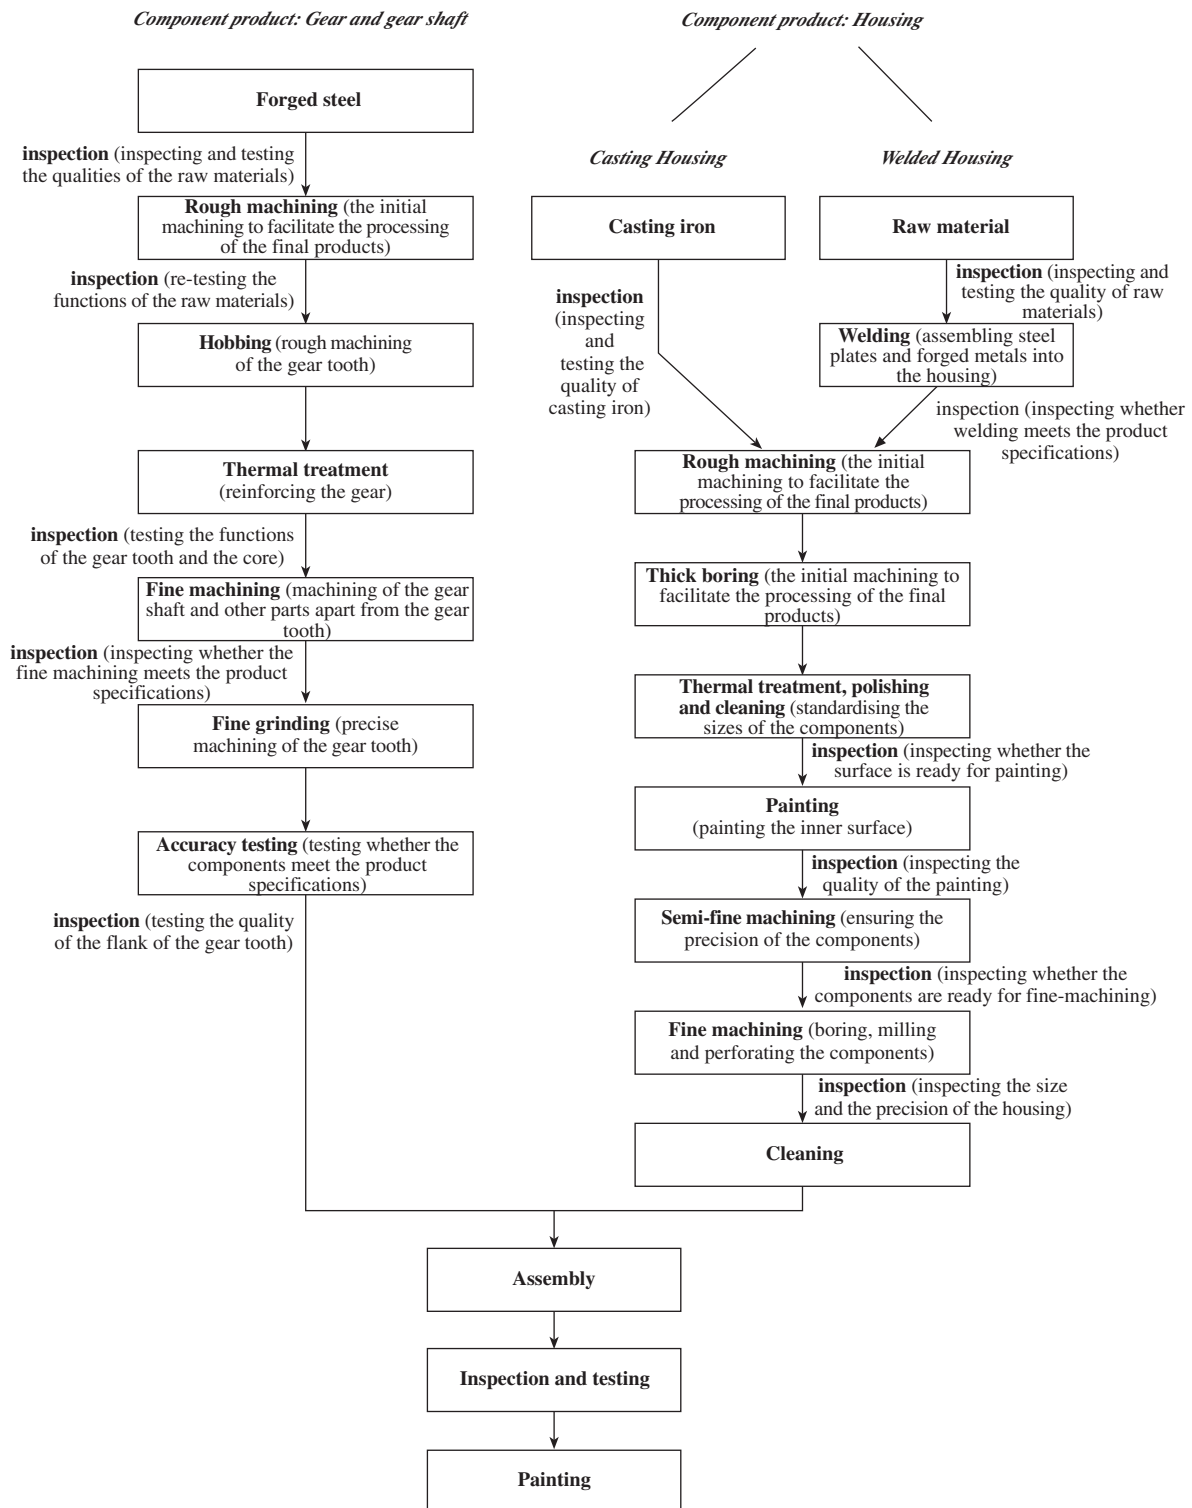 Component product: Gear and gear shaft
Forged steel
inspection (inspecting and testing
the qualities of the raw materials)
Rough machining (the initial
machining to facilitate the processing
of the final products)
inspection (re-testing the
functions of the raw materials)
Hobbing (rough machining
of the gear tooth)
Thermal treatment
(reinforcing the gear)
inspection (testing the functions
of the gear tooth and the core)
Fine machining (machining of the gear
shaft and other parts apart from the gear
tooth)
inspection (inspecting whether the
fine machining meets the product
specifications)
Fine grinding (precise
machining of the gear tooth)
Accuracy testing (testing whether the
components meet the product
specifications)
inspection (testing the quality
of the flank of the gear tooth)
Component product: Housing
Casting Housing
Casting iron
inspection
(inspecting
and
testing the
quality of
casting iron)
Welded Housing
Raw material
inspection (inspecting and
testing the quality of raw
materials)
Welding (assembling steel
plates and forged metals into
the housing)
inspection (inspecting whether
welding meets the product
specifications)
Rough machining (the initial
machining to facilitate the
processing of the final products)
Thick boring (the initial machining to
facilitate the processing of the final
products)
Thermal treatment, polishing
and cleaning (standardising the
sizes of the components)
inspection (inspecting whether the
surface is ready for painting)
Painting
(painting the inner surface)
inspection (inspecting the
quality of the painting)
Semi-fine machining (ensuring the
precision of the components)
inspection (inspecting whether the
components are ready for fine-machining)
Fine machining (boring, milling
and perforating the components)
inspection (inspecting the size
and the precision of the housing)
Cleaning
Assembly
Inspection and testing
Painting